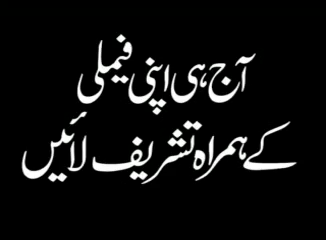 آج ہی اپنی فیملی
کے ہمراہ تشریف لائیں